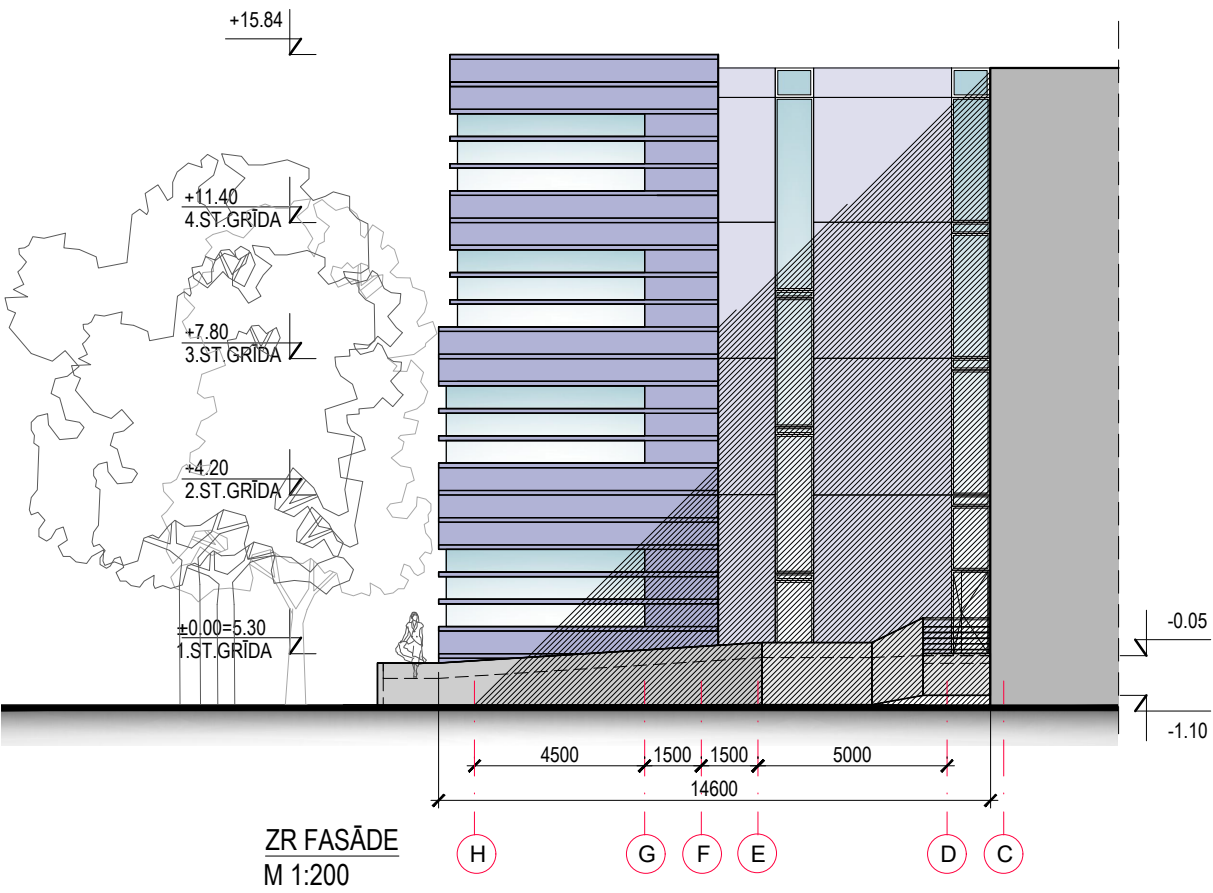 +15.84
+11.40
4.ST.GRĪDA
+7.80
3.ST.GRĪDA
+4.20
2.ST.GRĪDA
±0.00=5.30
1.ST.GRĪDA
-0.05
-1.10
4500 1500 1500 5000
14600
H G F E D C
ZR FASĀDE
M 1:200